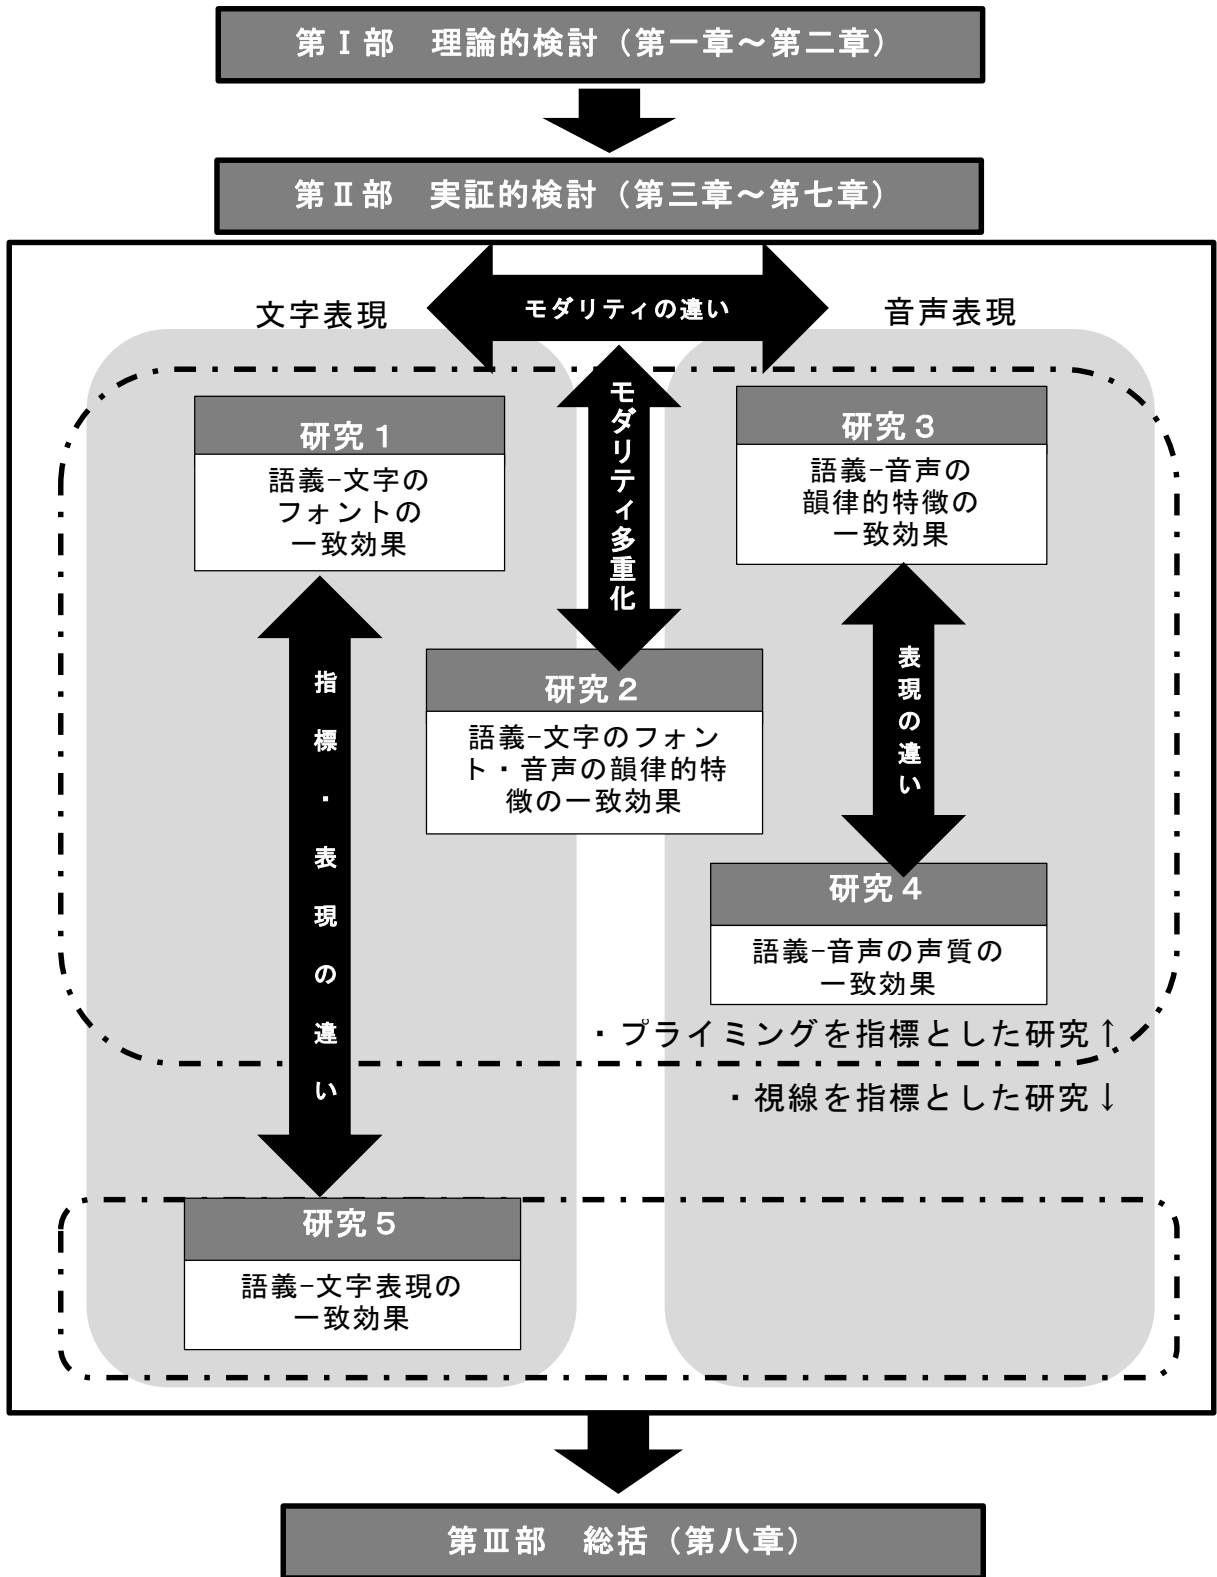 第Ⅰ部　理論的検討（第一章～第二章）
第Ⅱ部　実証的検討（第三章～第七章）
文字表現
モダリティの違い
音声表現
モダリティ多重化
研究１
語義-文字の
フォントの
一致効果
研究３
語義-音声の
韻律的特徴の
一致効果
指標・表現の違い
研究２
語義-文字のフォン
ト・音声の韻律的特
徴の一致効果
表現の違い
研究４
語義-音声の声質の
一致効果
・プライミングを指標とした研究↑
・視線を指標とした研究↓
研究５
語義-文字表現の
一致効果
第Ⅲ部　総括（第八章）